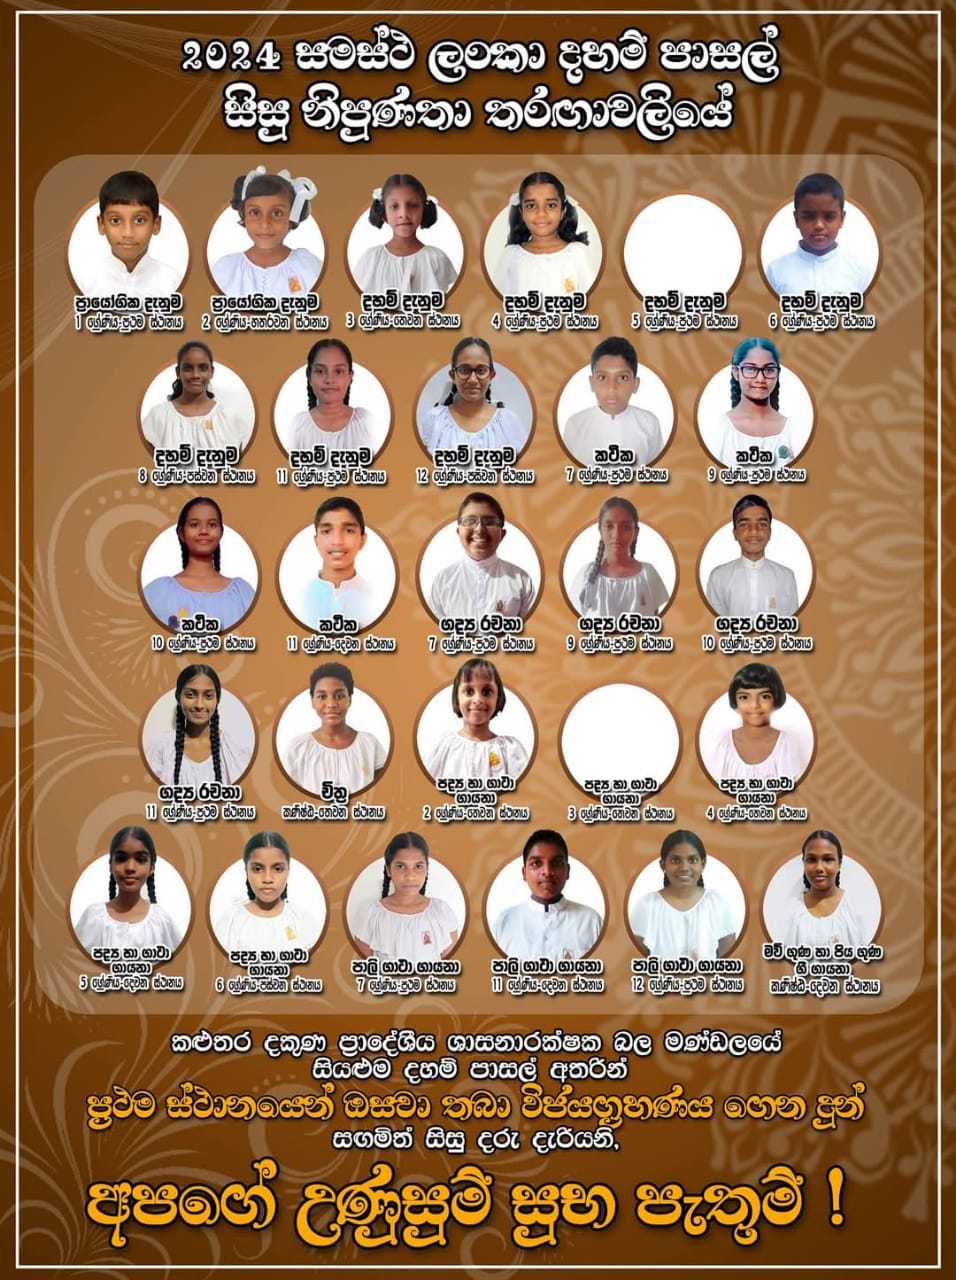 2024 සමස්ථ ලංකා දහම් පාසල්
සිසු නිපුණතා තරඟාවලියේ
ප්‍රායෝගික දැනුම
1 ශ්‍රේණිය-ප්‍රථම ස්ථානය
ප්‍රායෝගික දැනුම
2 ශ්‍රේණිය-හතරවන ස්ථානය
දහම් දැනුම
3 ශ්‍රේණිය-තෙවන ස්ථානය
දහම් දැනුම
4 ශ්‍රේණිය-ප්‍රථම ස්ථානය
දහම් දැනුම
5 ශ්‍රේණිය-ප්‍රථම ස්ථානය
දහම් දැනුම
6 ශ්‍රේණිය-ප්‍රථම ස්ථානය
දහම් දැනුම
8 ශ්‍රේණිය-පස්වන ස්ථානය
දහම් දැනුම
11 ශ්‍රේණිය-ප්‍රථම ස්ථානය
දහම් දැනුම
12 ශ්‍රේණිය-පස්වන ස්ථානය
කථික
7 ශ්‍රේණිය-ප්‍රථම ස්ථානය
කථික
9 ශ්‍රේණිය-ප්‍රථම ස්ථානය
කථික
10 ශ්‍රේණිය-ප්‍රථම ස්ථානය
කථික
11 ශ්‍රේණිය-දෙවන ස්ථානය
ගද්‍ය රචනා
7 ශ්‍රේණිය-ප්‍රථම ස්ථානය
ගද්‍ය රචනා
9 ශ්‍රේණිය-ප්‍රථම ස්ථානය
ගද්‍ය රචනා
10 ශ්‍රේණිය-ප්‍රථම ස්ථානය
ගද්‍ය රචනා
11 ශ්‍රේණිය-ප්‍රථම ස්ථානය
චිත්‍ර
කණිෂ්ඨ-තෙවන ස්ථානය
පද්‍ය හා ගාථා
ගායනා
2 ශ්‍රේණිය-තෙවන ස්ථානය
පද්‍ය හා ගාථා
ගායනා
3 ශ්‍රේණිය-තෙවන ස්ථානය
පද්‍ය හා ගාථා
ගායනා
4 ශ්‍රේණිය-තෙවන ස්ථානය
පද්‍ය හා ගාථා
ගායනා
5 ශ්‍රේණිය-දෙවන ස්ථානය
පද්‍ය හා ගාථා
ගායනා
6 ශ්‍රේණිය-පස්වන ස්ථානය
පාලි ගාථා ගායනා
7 ශ්‍රේණිය-ප්‍රථම ස්ථානය
පාලි ගාථා ගායනා
11 ශ්‍රේණිය-දෙවන ස්ථානය
පාලි ගාථා ගායනා
12 ශ්‍රේණිය-ප්‍රථම ස්ථානය
මව් ගුණ හා පිය ගුණ
ගී ගායනා
කණිෂ්ඨ-දෙවන ස්ථානය
කළුතර දකුණ ප්‍රාදේශීය ශාසනාරක්ෂක බල මණ්ඩලයේ
සියළුම දහම් පාසල් අතරින්
ප්‍රථම ස්ථානයෙන් ඔසවා තබා විජයග්‍රහණය ගෙන දුන්
සඟමිත් සිසු දරු දැරියනි,
අපගේ උණුසුම් සුභ පැතුම් !